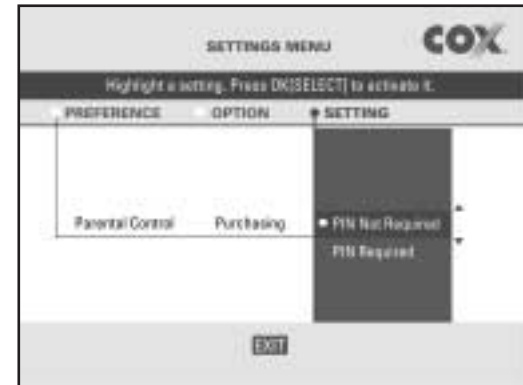 SETTINGS MENU
COX
Highlight a setting. Press OK[SELECT] to activate it.
PREFERENCE OPTION SETTING
Parental Control Purchasing PIN Not Required
PIN Required
EXIT